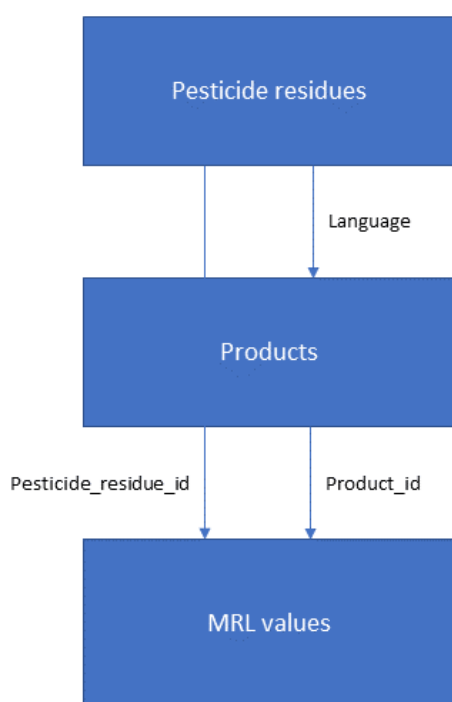 Pesticide residues
Language
Products
Pesticide_residue_id
Product_id
MRL values